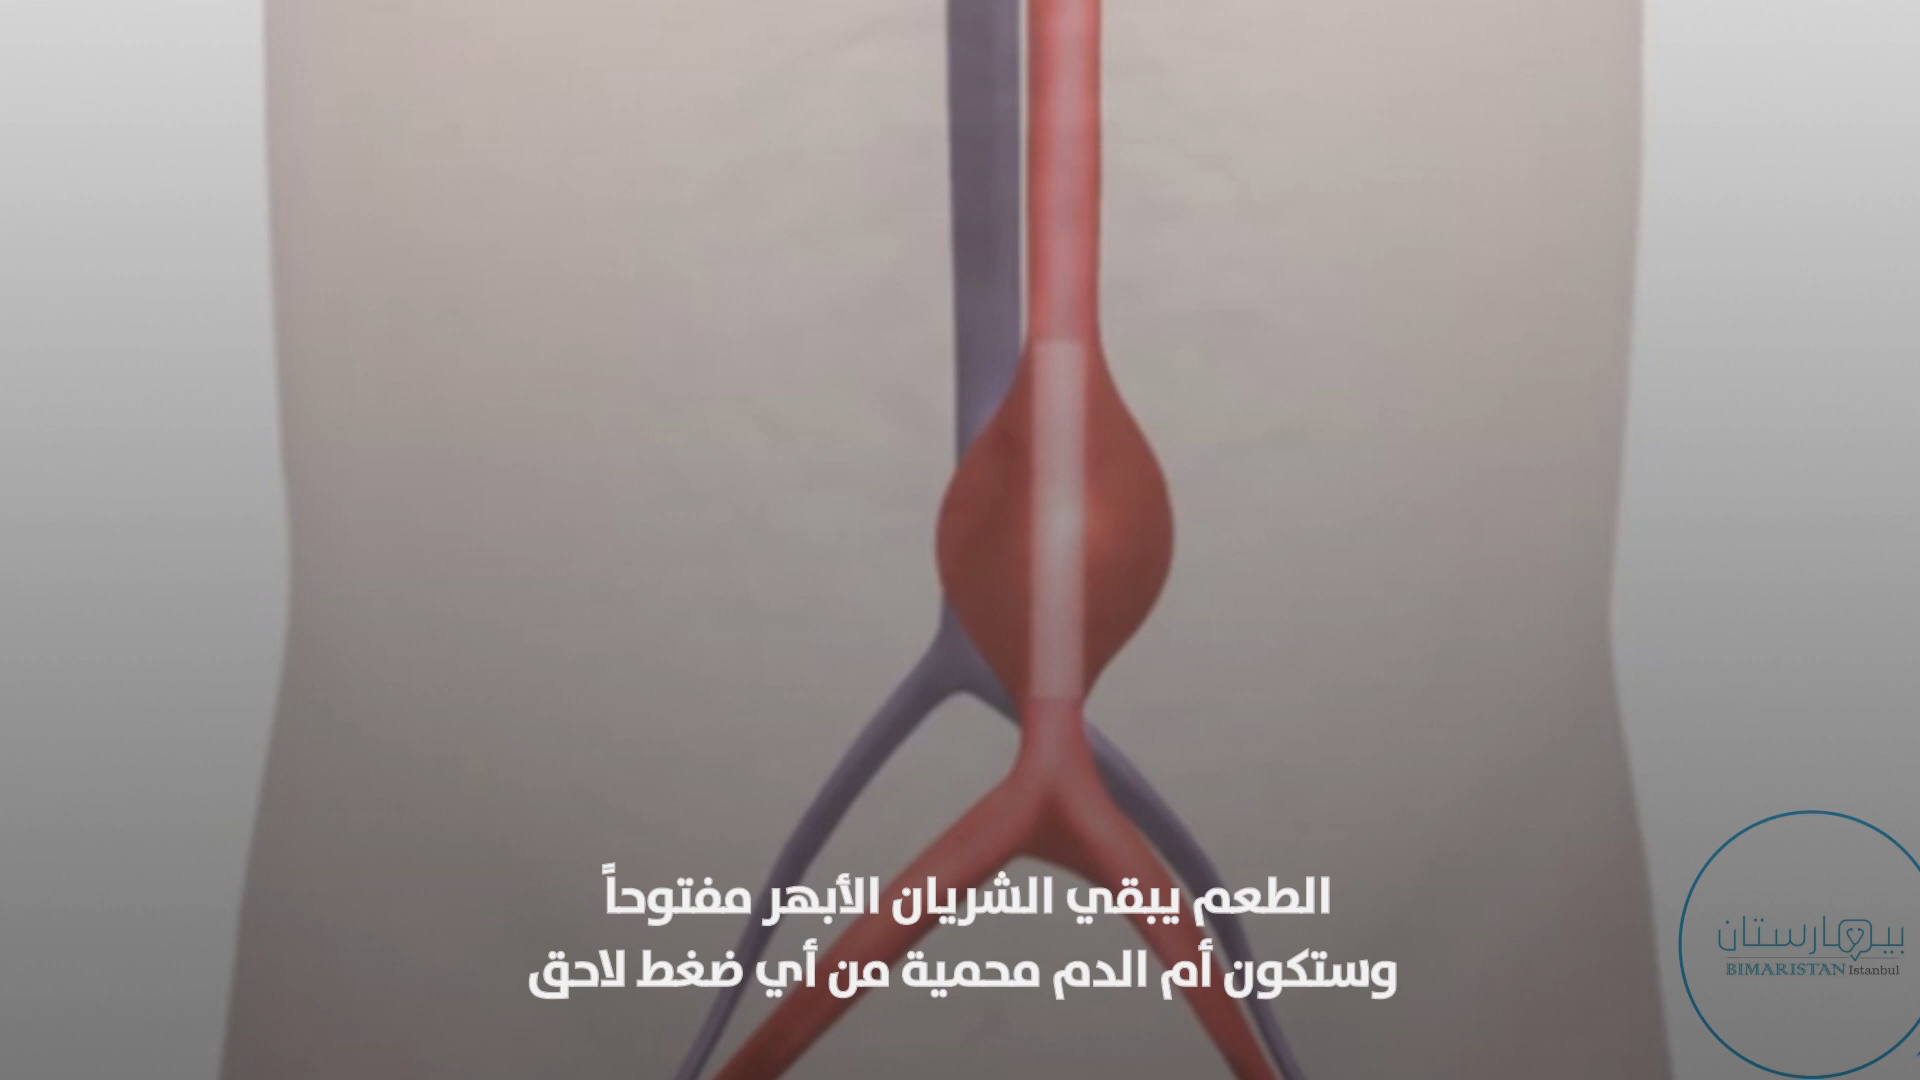 الطعم يبقي الشريان الأبهر مفتوحاً
وستكون أم الدم محمية من أي ضغط لاحق
بيمارستان
BIMARISTAN Istanbul